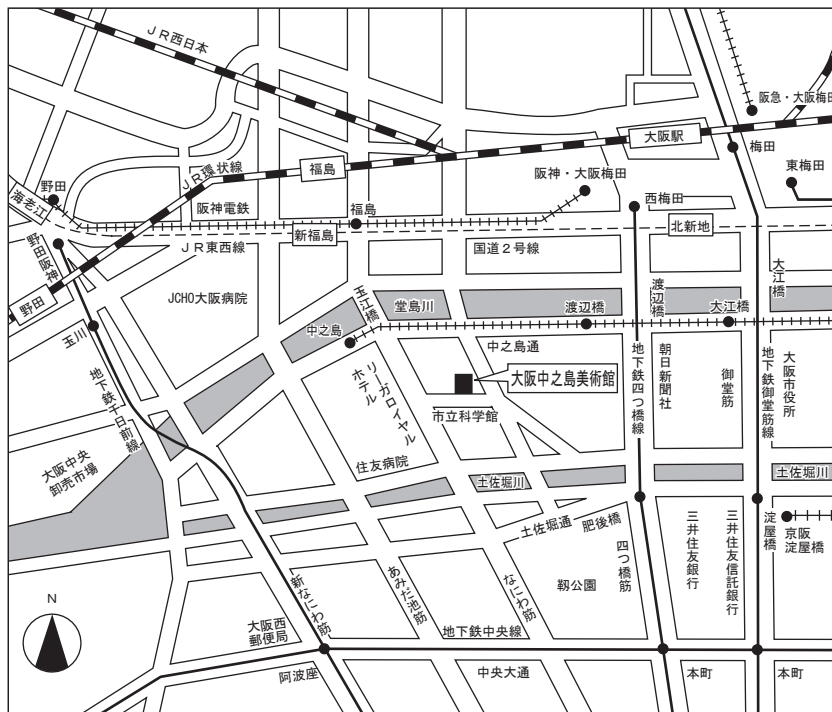 JR西日本
阪急・大阪梅田
大阪駅
梅田
東梅田
JR環状線
福島
阪神・大阪梅田
野田
海老江
阪神電鉄
福島
西梅田
北新地
新福島
野田阪神
JR東西線
国道2号線
野田
JCHO大阪病院
玉江橋
堂島川
渡辺橋
渡辺橋
大江橋
大江橋
玉川
中之島
中之島通
地下鉄千日前線
リーガロイヤル
ホテル
大阪中之島美術館
市立科学館
地下鉄四つ橋線
朝日新聞社
御堂筋
地下鉄御堂筋線
大阪市役所
大阪中央
卸売市場
住友病院
土佐堀川
土佐堀川
土佐堀通
肥後橋
四つ橋筋
三井住友銀行
三井住友信託銀行
淀屋橋
京阪
淀屋橋
N
新なにわ筋
あみだ池筋
なにわ筋
靱公園
大阪西
郵便局
地下鉄中央線
阿波座
中央大通
本町
本町